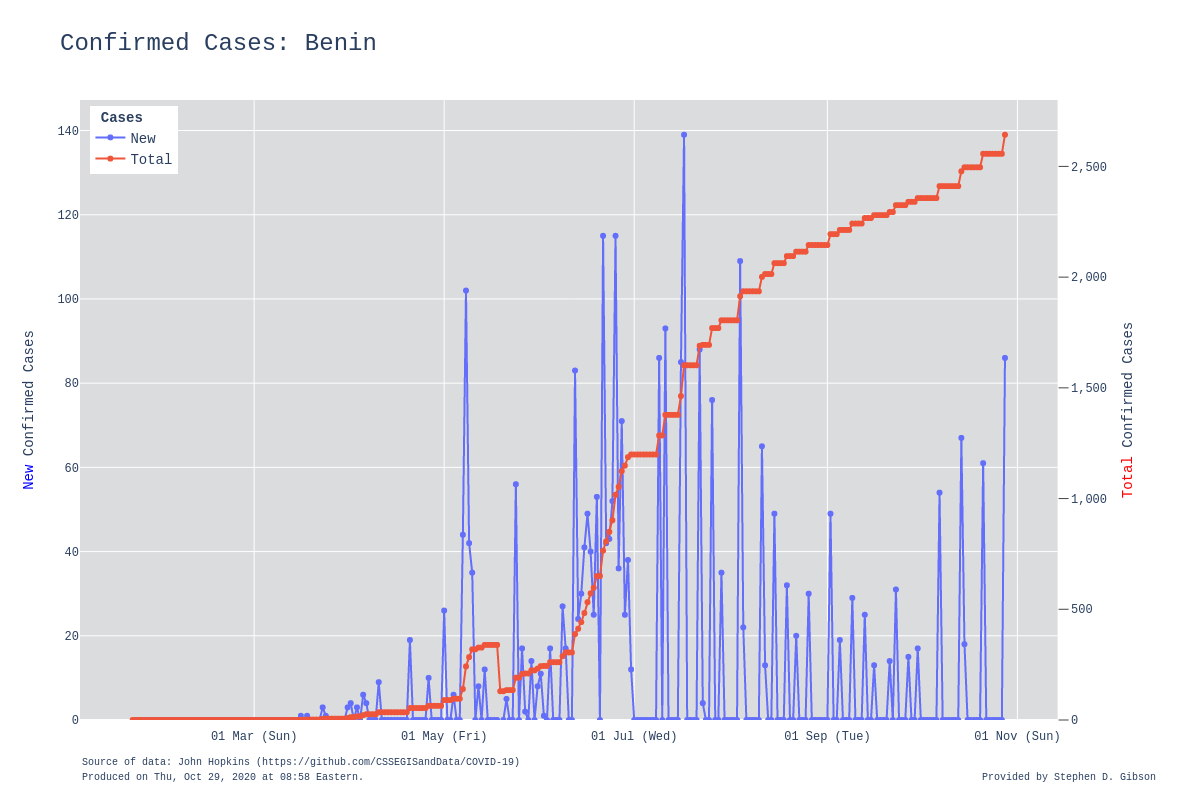 Confirmed Cases: Benin
Cases
New
Total
140
120
100
80
60
40
20
0
New Confirmed Cases
2,500
2,000
1,500
1,000
500
0
Total Confirmed Cases
01 Mar (Sun)
01 May (Fri)
01 Jul (Wed)
01 Sep (Tue)
01 Nov (Sun)
Source of data: John Hopkins (https://github.com/CSSEGISandData/COVID-19)
Produced on Thu, Oct 29, 2020 at 08:58 Eastern.
Provided by Stephen D. Gibson